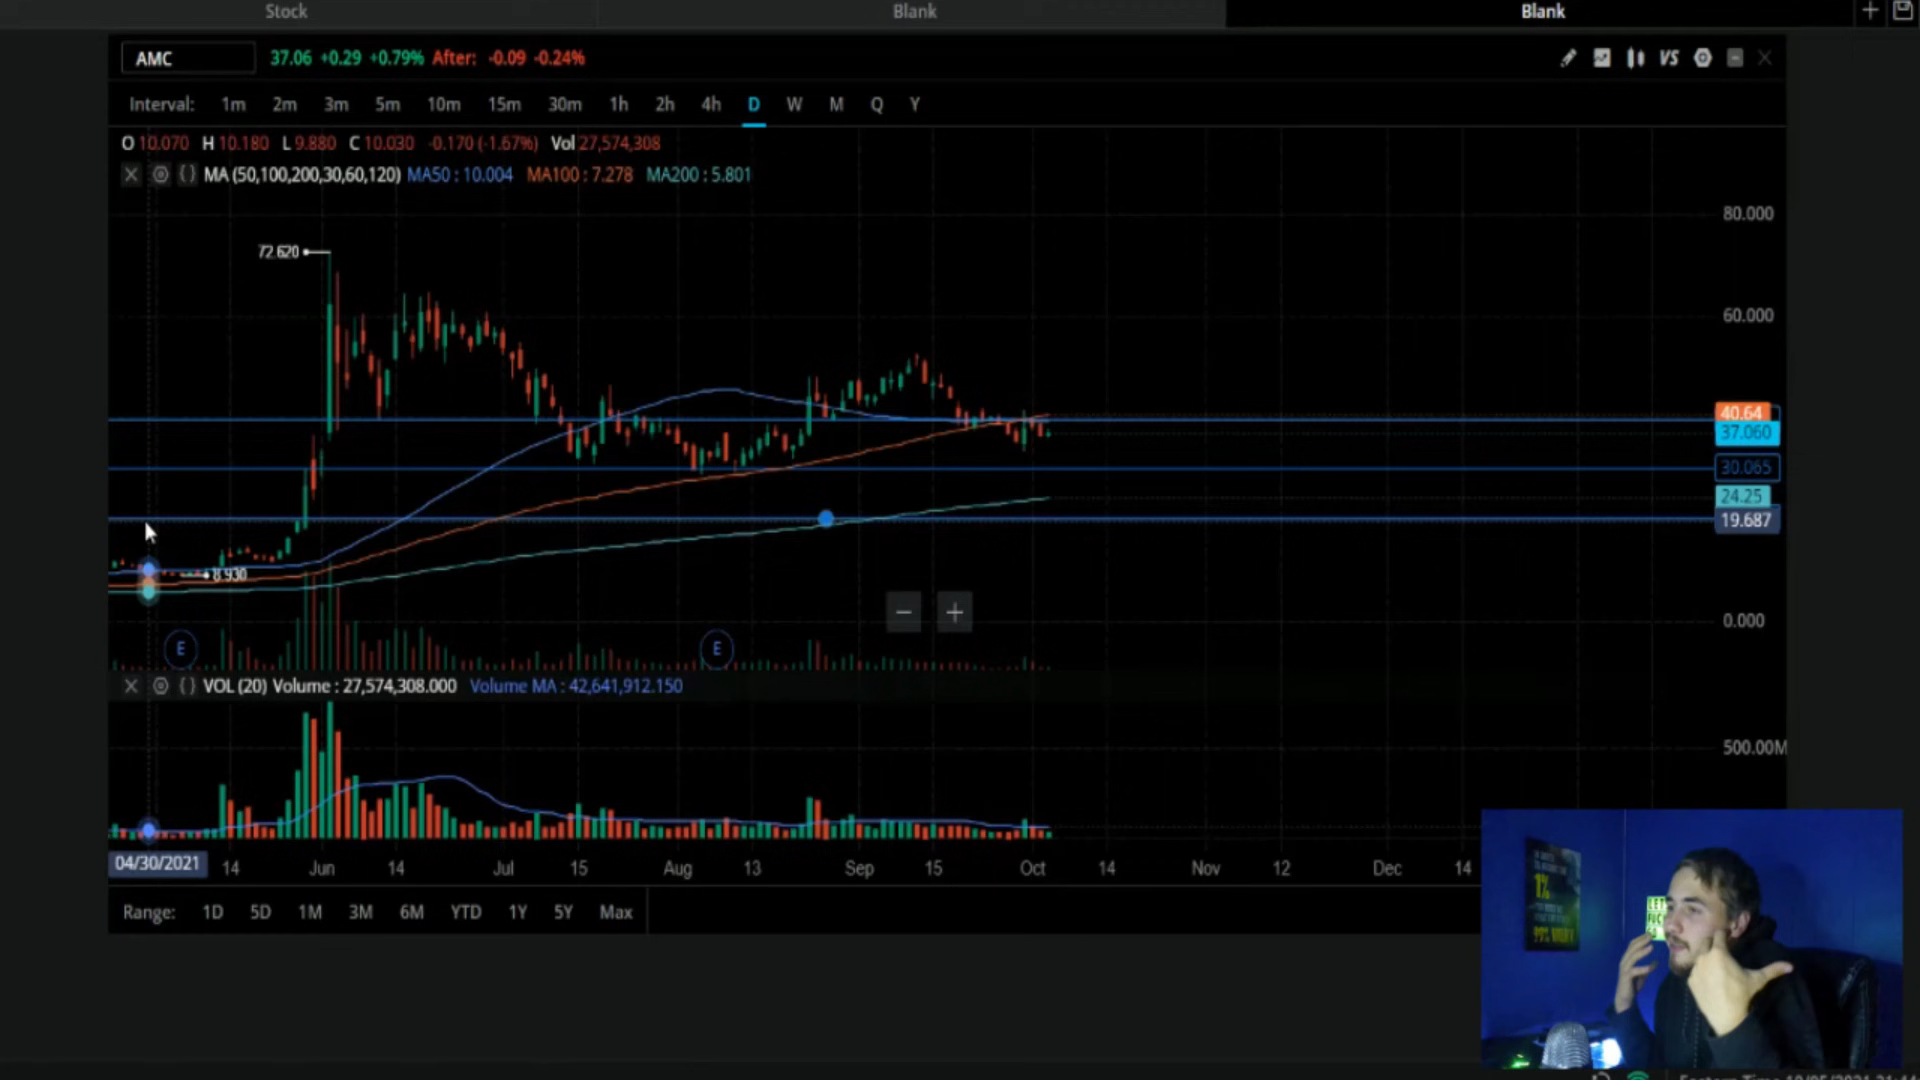 Stock Blank Blank
AMC 37.06 +0.29 +0.79% After: -0.09 -0.24% VS
Interval: 1m 2m 3m 5m 10m 15m 30m 1h 2h 4h D W M Q Y
O 10.070 H 10.180 L 9.880 C 10.030 -0.170 (-1.67%) Vol 27,574,308
MA (50,100,200,30,60,120) MA50 : 10.004 MA100 : 7.278 MA200 : 5.801
80.000
72.620
60.000
40.64
37.060
30.065
24.25
19.687
8.930
0.000
E E
VOL (20) Volume : 27,574,308.000 Volume MA : 42,641,912.150
500.00M
04/30/2021 14 Jun 14 Jul 15 Aug 13 Sep 15 Oct 14 Nov 12 Dec 14
1%
Range: 1D 5D 1M 3M 6M YTD 1Y 5Y Max